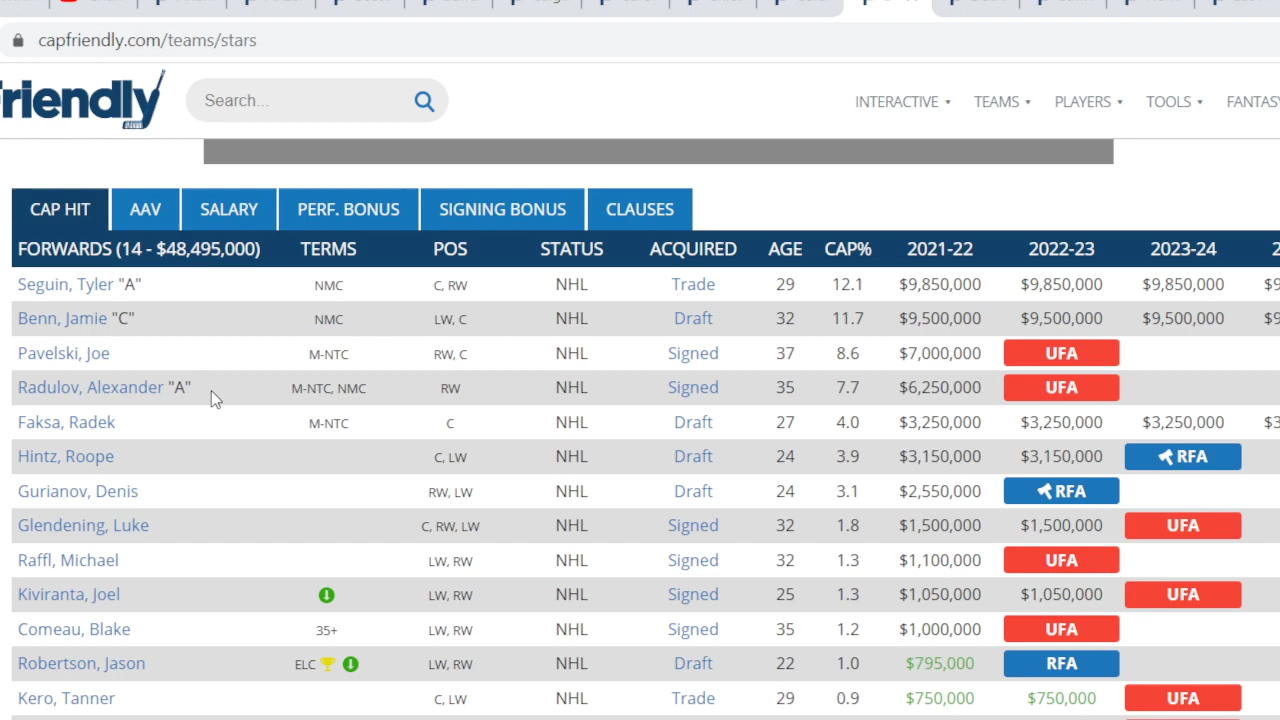 capfriendly.com/teams/stars
friendly Search... INTERACTIVE TEAMS PLAYERS TOOLS FANTASY
CAP HIT AAV SALARY PERF. BONUS SIGNING BONUS CLAUSES
FORWARDS (14 - $48,495,000) TERMS POS STATUS ACQUIRED AGE CAP% 2021-22 2022-23 2023-24 2
Seguin, Tyler "A" NMC C, RW NHL Trade 29 12.1 $9,850,000 $9,850,000 $9,850,000 $9
Benn, Jamie "C" NMC LW, C NHL Draft 32 11.7 $9,500,000 $9,500,000 $9,500,000 $9
Pavelski, Joe M-NTC RW, C NHL Signed 37 8.6 $7,000,000 UFA
Radulov, Alexander "A" M-NTC, NMC RW NHL Signed 35 7.7 $6,250,000 UFA
Faksa, Radek M-NTC C NHL Draft 27 4.0 $3,250,000 $3,250,000 $3,250,000 $3
Hintz, Roope C, LW NHL Draft 24 3.9 $3,150,000 $3,150,000 RFA
Gurianov, Denis RW, LW NHL Draft 24 3.1 $2,550,000 RFA
Glendening, Luke C, RW, LW NHL Signed 32 1.8 $1,500,000 $1,500,000 UFA
Raffl, Michael LW, RW NHL Signed 32 1.3 $1,100,000 UFA
Kiviranta, Joel LW, RW NHL Signed 25 1.3 $1,050,000 $1,050,000 UFA
Comeau, Blake 35+ LW, RW NHL Signed 35 1.2 $1,000,000 UFA
Robertson, Jason ELC LW, RW NHL Draft 22 1.0 $795,000 RFA
Kero, Tanner C, LW NHL Trade 29 0.9 $750,000 $750,000 UFA